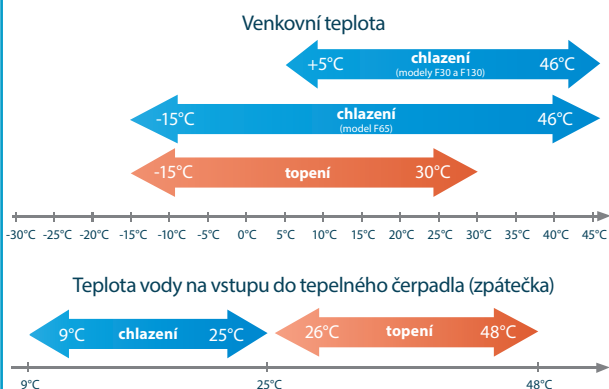 Venkovní teplota
+5°C chlazení 46°C
(modely F30 a F130)
-15°C chlazení 46°C
(model F65)
-15°C topení 30°C
-30°C -25°C -20°C -15°C -10°C -5°C 0°C 5°C 10°C 15°C 20°C 25°C 30°C 35°C 40°C 45°C
Teplota vody na vstupu do tepelného čerpadla (zpátečka)
9°C chlazení 25°C 26°C topení 48°C
9°C 25°C 48°C